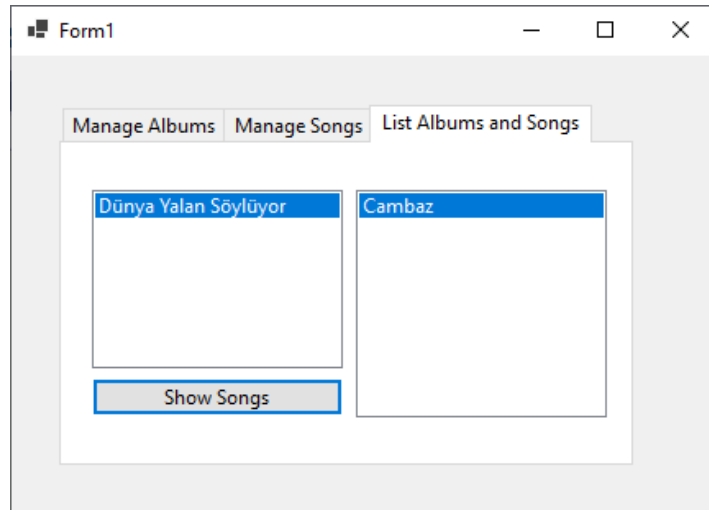 Form1
Manage Albums Manage Songs List Albums and Songs
Dünya Yalan Söylüyor Cambaz
Show Songs